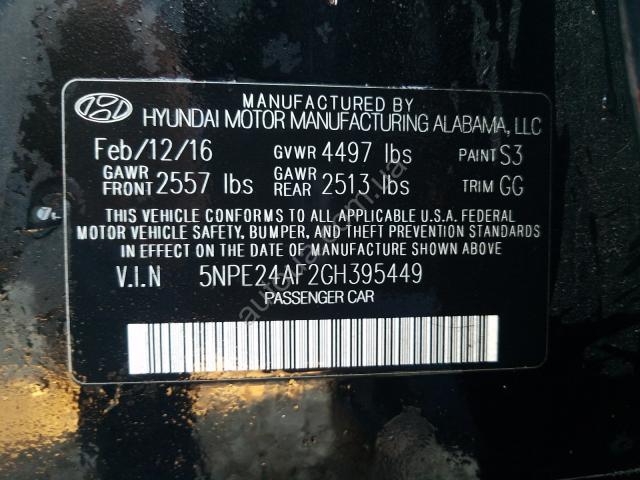 MANUFACTURED BY
HYUNDAI MOTOR MANUFACTURING ALABAMA, LLC
Feb/12/16 GVWR 4497 lbs PAINT S3
GAWR FRONT 2557 lbs GAWR REAR 2513 lbs TRIM GG
THIS VEHICLE CONFORMS TO ALL APPLICABLE U.S.A. FEDERAL
MOTOR VEHICLE SAFETY, BUMPER, AND THEFT PREVENTION STANDARDS
IN EFFECT ON THE DATE OF MANUFACTURE SHOWN ABOVE.
V.I.N 5NPE24AF2GH395449
PASSENGER CAR